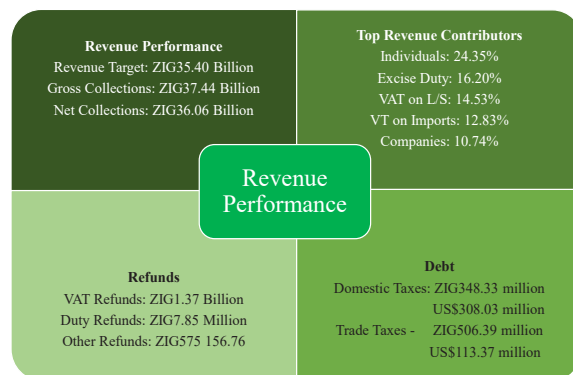 Revenue Performance
Revenue Target: ZIG35.40 Billion
Gross Collections: ZIG37.44 Billion
Net Collections: ZIG36.06 Billion
Top Revenue Contributors
Individuals: 24.35%
Excise Duty: 16.20%
VAT on L/S: 14.53%
VT on Imports: 12.83%
Companies: 10.74%
Revenue
Performance
Refunds
VAT Refunds: ZIG1.37 Billion
Duty Refunds: ZIG7.85 Million
Other Refunds: ZIG575 156.76
Debt
Domestic Taxes: ZIG348.33 million
US$308.03 million
Trade Taxes - ZIG506.39 million
US$113.37 million